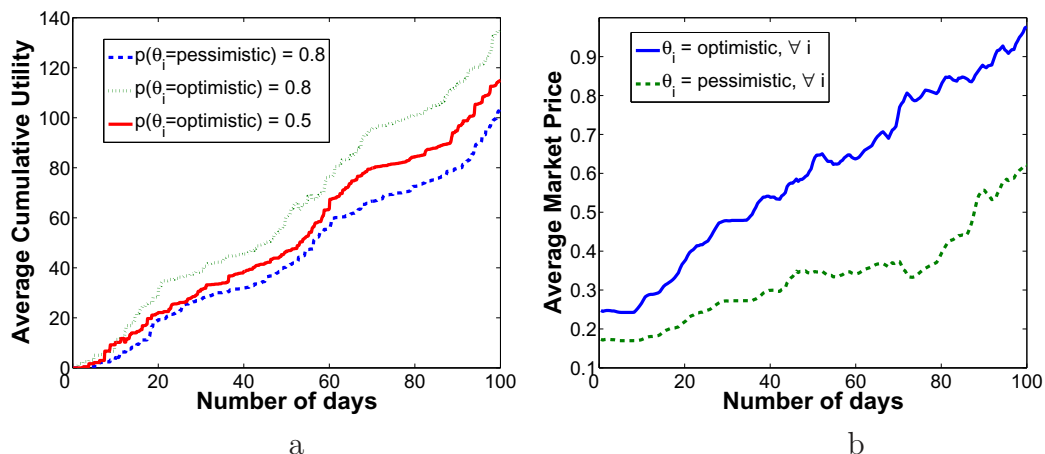 Average Cumulative Utility
140
120
100
80
60
40
20
0
p(θi=pessimistic) = 0.8
p(θi=optimistic) = 0.8
p(θi=optimistic) = 0.5
0 20 40 60 80 100
Number of days
a
Average Market Price
0.9
0.8
0.7
0.6
0.5
0.4
0.3
0.2
0.1
θi = optimistic, ∀ i
θi = pessimistic, ∀ i
0 20 40 60 80 100
Number of days
b